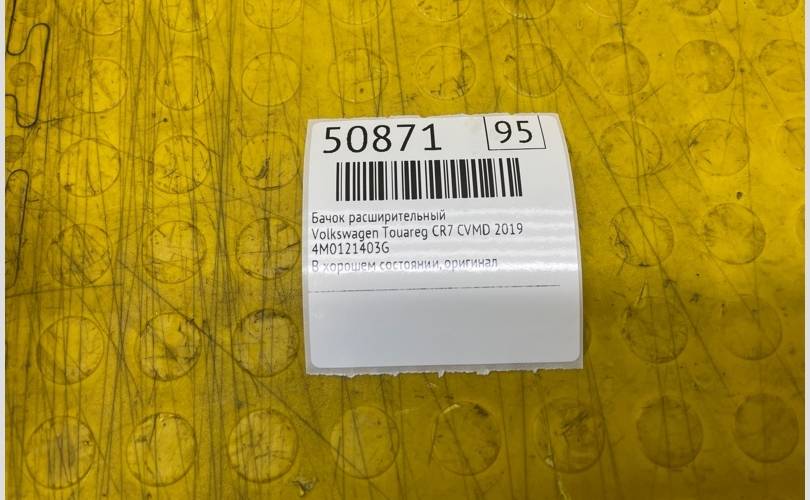 50871 95
Бачок расширительный
Volkswagen Touareg CR7 CVMD 2019
4M0121403G
В хорошем состоянии, оригинал